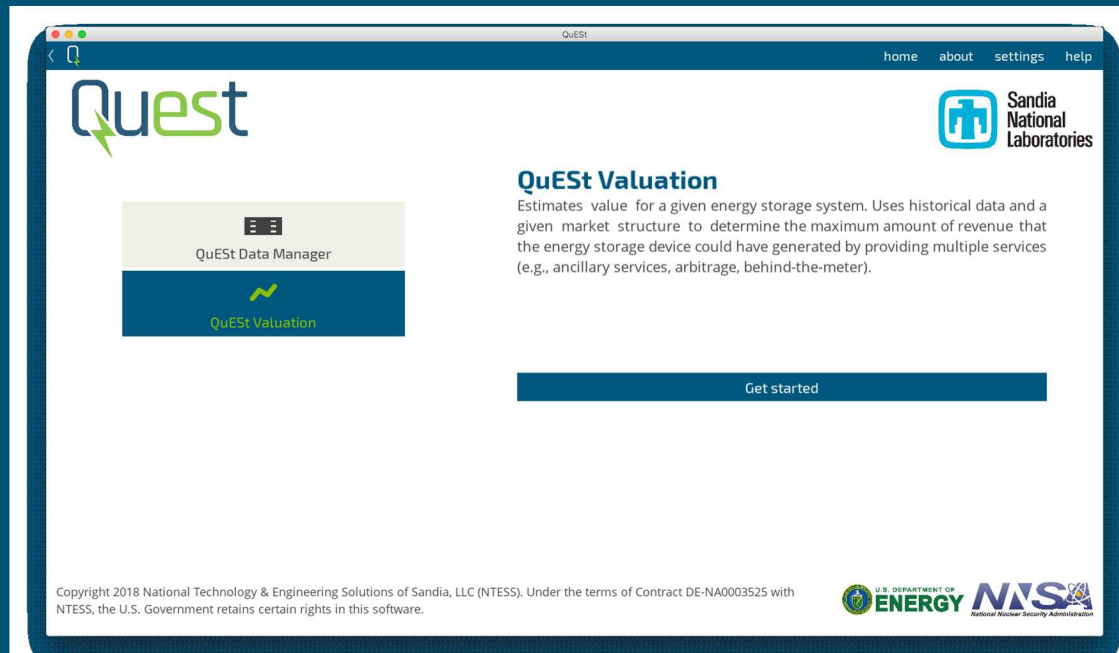 QuESt
home about settings help
Quest
Sandia
National
Laboratories
QuESt Data Manager
QuESt Valuation
QuESt Valuation
Estimates value for a given energy storage system. Uses historical data and a
given market structure to determine the maximum amount of revenue that
the energy storage device could have generated by providing multiple services
(e.g., ancillary services, arbitrage, behind-the-meter).
Get started
Copyright 2018 National Technology & Engineering Solutions of Sandia, LLC (NTESS). Under the terms of Contract DE-NA0003525 with
NTESS, the U.S. Government retains certain rights in this software.
U.S. DEPARTMENT OF
ENERGY
NNSA
National Nuclear Security Administration